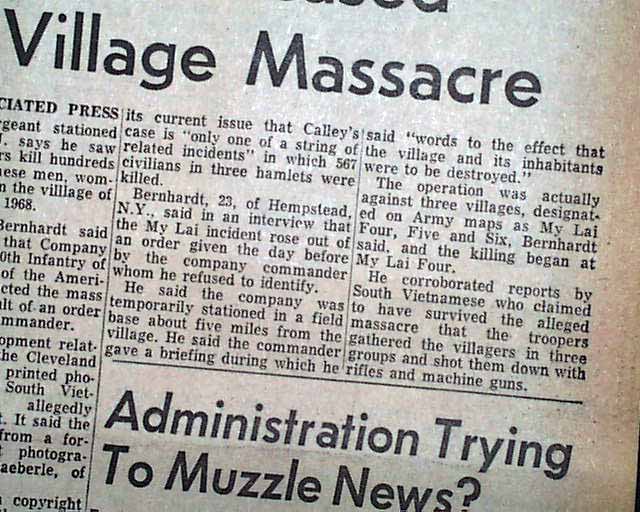 Village Massacre
CIATED PRESS
geant stationed
says he saw
rs kill hundreds
nese men, wom-
n the villlage of
1968.
Bernhardt said
that Company
0th Infantry of
of the Ameri-
cted the mass
ult of an order
mmander.
opment relat-
he Cleveland
printed pho-
South Viet-
allegedly
. It said the
from a for-
photogra-
aeberle, of
copyright
its current issue that Calley's
case is "only one of a string of
related incidents" in which 567
civilians in three hamlets were
killed.
Bernhardt, 23, of Hempstead,
N.Y., said in an interview that
the My Lai incident rose out of
an order given the day before
by the company commander
whom he refused to identify.
He said the company was
temporarily stationed in a field
base about five miles from the
village. He said the commander
gave a briefing during which he
said "words to the effect that
the village and its inhabitants
were to be destroyed."
The operation was actually
against three villages, designat-
ed on Army maps as My Lai
Four, Five and Six, Bernhardt
said, and the killing began at
My Lai Four.
He corroborated reports by
South Vietnamese who claimed
to have survived the alleged
massacre that the troopers
gathered the villagers in three
groups and shot them down with
rifles and machine guns.
Administration Trying
To Muzzle News?